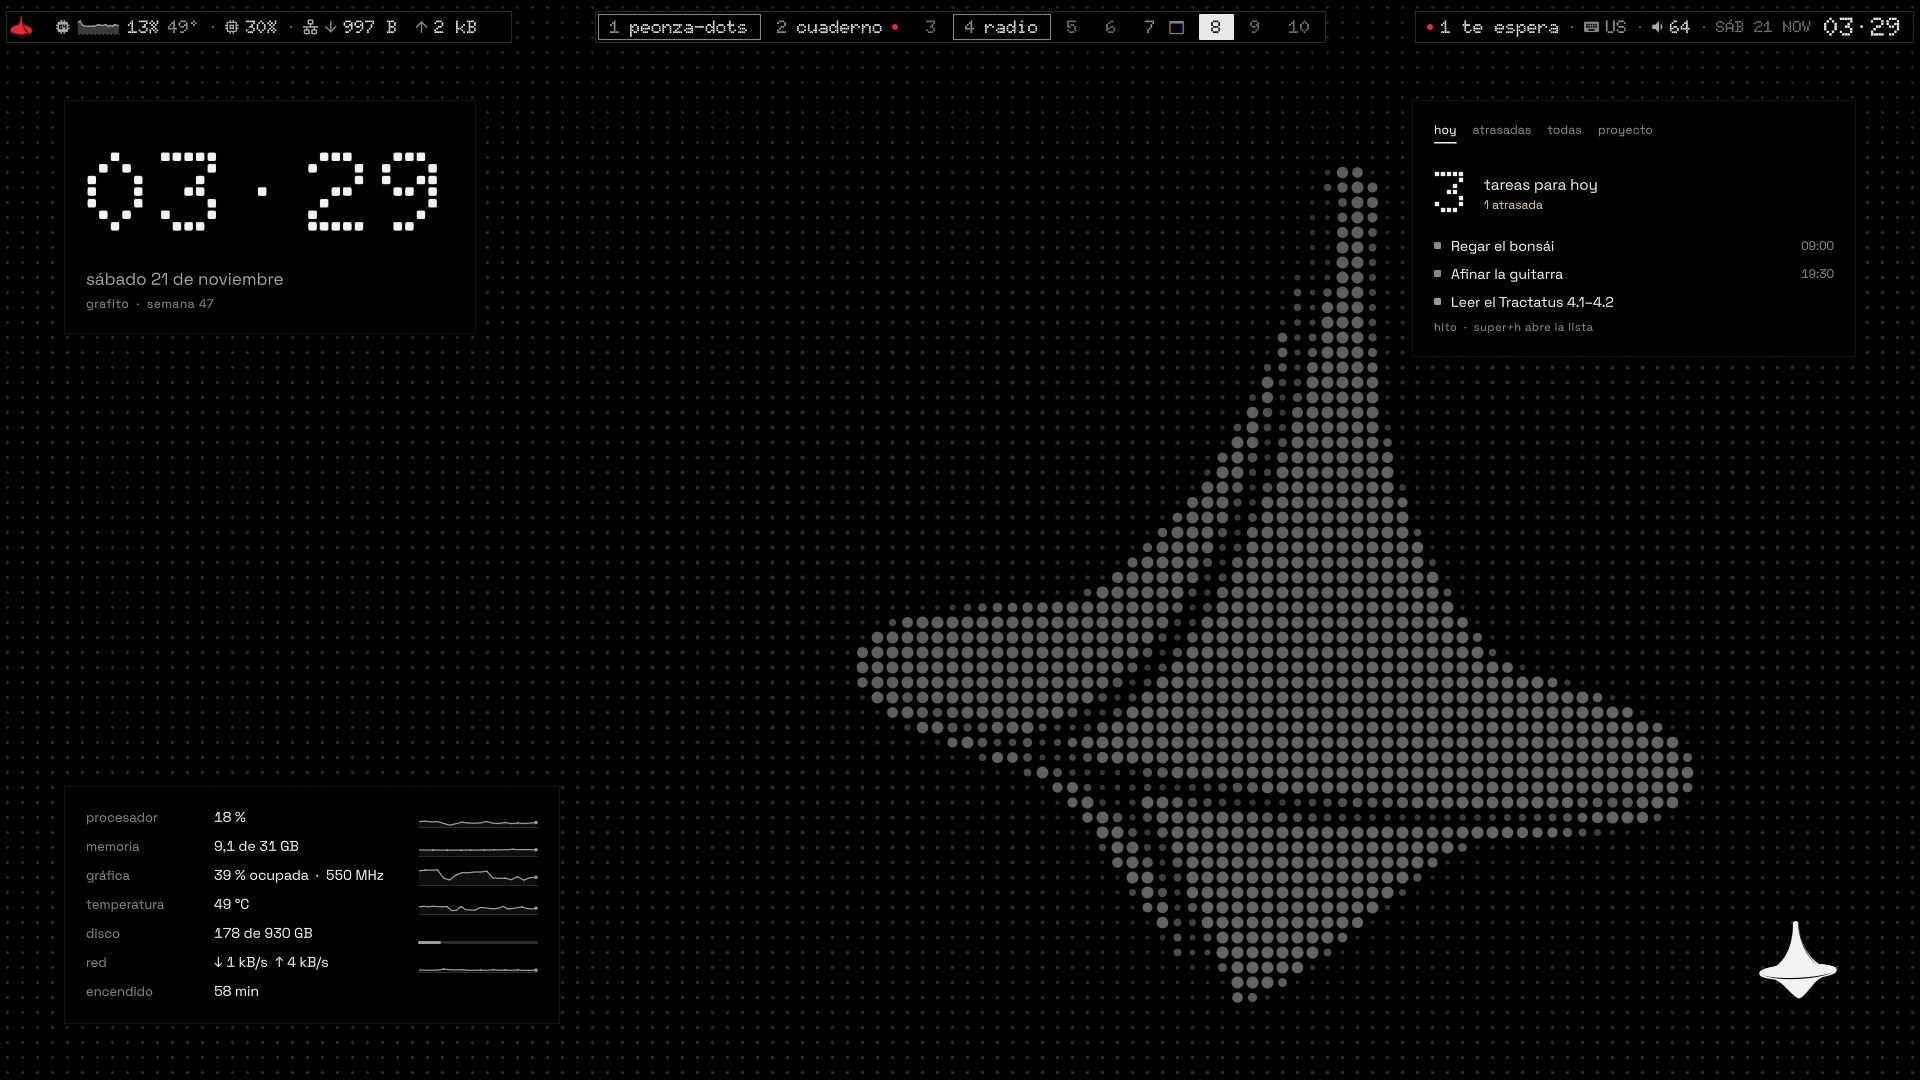 13% 49° · 30% · ↓ 997 B ↑ 2 kB
1 peonza-dots 2 cuaderno 3 4 radio 5 6 7 8 9 10
1 te espera · US · 64 · SÁB 21 NOV 03·29
03·29
sábado 21 de noviembre
grafito · semana 47
hoy atrasadas todas proyecto
3 tareas para hoy
1 atrasada
Regar el bonsái 09:00
Afinar la guitarra 19:30
Leer el Tractatus 4.1–4.2
hito · super+h abre la lista
procesador 18 %
memoria 9,1 de 31 GB
gráfica 39 % ocupada · 550 MHz
temperatura 49 °C
disco 178 de 930 GB
red ↓ 1 kB/s ↑ 4 kB/s
encendido 58 min